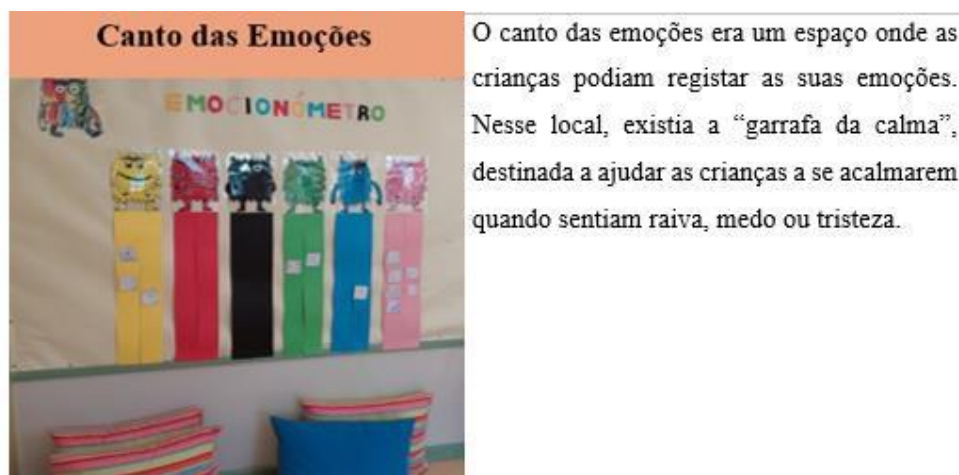 Canto das Emoções
EMOCIONÓMETRO
O canto das emoções era um espaço onde as
crianças podiam registar as suas emoções.
Nesse local, existia a “garrafa da calma”,
destinada a ajudar as crianças a se acalmarem
quando sentiam raiva, medo ou tristeza.